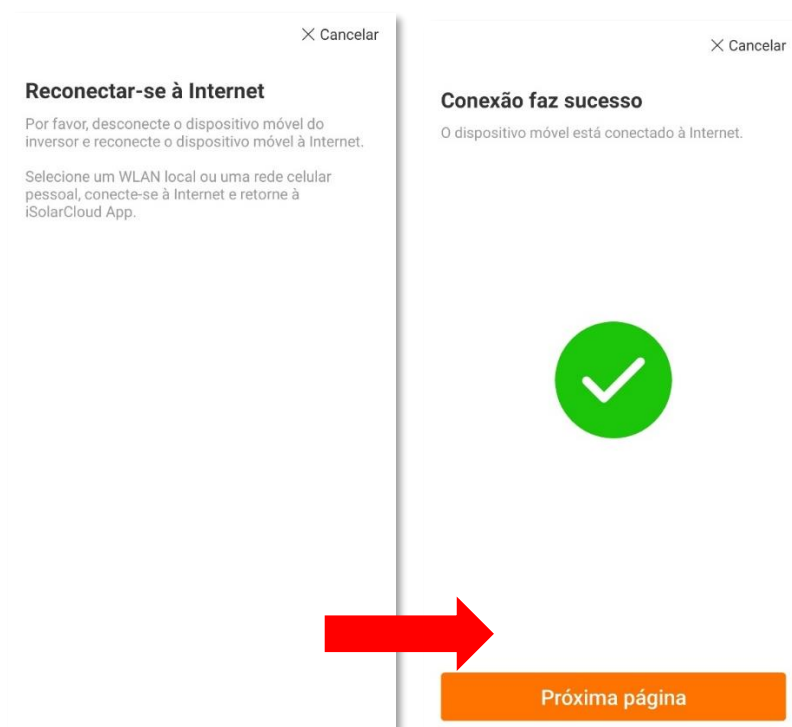 × Cancelar
Reconectar-se à Internet
Por favor, desconecte o dispositivo móvel do
inversor e reconecte o dispositivo móvel à Internet.
Selecione um WLAN local ou uma rede celular
pessoal, conecte-se à Internet e retorne à
iSolarCloud App.
× Cancelar
Conexão faz sucesso
O dispositivo móvel está conectado à Internet.
Próxima página